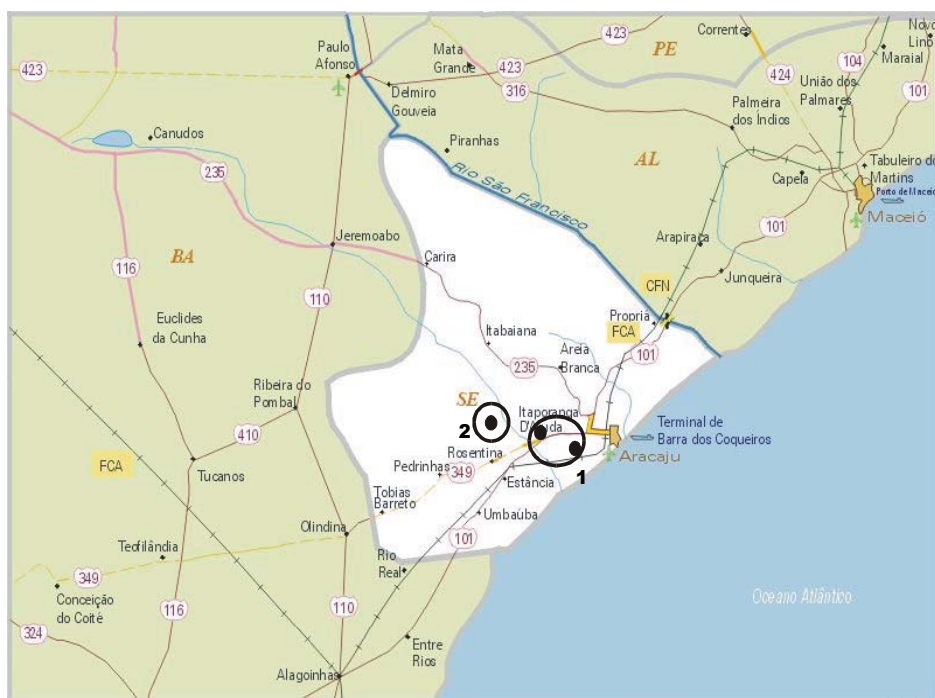 423
Paulo
Afonso
Mata
Grande
423
423
PE
Correntes
424
104
Novo
Lino
Maraial
101
União dos
Palmares
316
Delmiro
Gouveia
Palmeira
dos Índios
Canudos
235
Piranhas
AL
Capela
Tabuleiro do
Martins
Porto de Maceió
Maceió
Rio São Francisco
Jeremoabo
Carira
Arapiraca
101
Junqueira
BA
116
110
CFN
Propriá
FCA
Euclides
da Cunha
Itabaiana
Areia
Branca
101
235
Ribeira do
Pombal
SE
2
Itaporanga
D'Ajuda
Terminal de
Barra dos Coqueiros
Aracaju
1
410
FCA
Tucanos
Rosentina
Pedrinhas
349
Estância
Tobias
Barreto
Umbaúba
Olindina
101
Teofilândia
Rio
Real
349
Conceição
do Coité
116
110
324
Oceano Atlântico
Entre
Rios
Alagoinhas